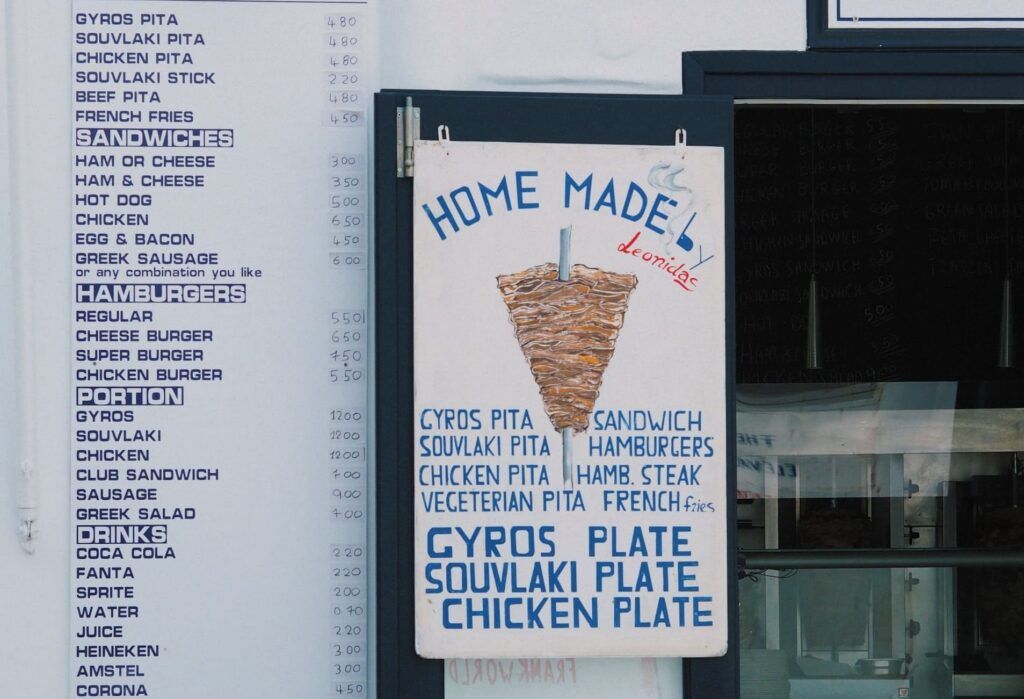 GYROS PITA 4.80
SOUVLAKI PITA 4.80
CHICKEN PITA 4.80
SOUVLAKI STICK 2.20
BEEF PITA 4.80
FRENCH FRIES 4.50
SANDWICHES
HAM OR CHEESE 3.00
HAM & CHEESE 3.50
HOT DOG 5.00
CHICKEN 6.50
EGG & BACON 4.50
GREEK SAUSAGE 6.00
or any combination you like
HAMBURGERS
REGULAR 5.50
CHEESE BURGER 6.50
SUPER BURGER 7.50
CHICKEN BURGER 5.50
PORTION
GYROS 12.00
SOUVLAKI 12.00
CHICKEN 12.00
CLUB SANDWICH 7.00
SAUSAGE 9.00
GREEK SALAD 7.00
DRINKS
COCA COLA 2.20
FANTA 2.20
SPRITE 2.00
WATER 0.70
JUICE 2.20
HEINEKEN 3.00
AMSTEL 3.00
CORONA 4.50
HOME MADE by
Leonidas
GYROS PITA SANDWICH
SOUVLAKI PITA HAMBURGERS
CHICKEN PITA HAMB. STEAK
VEGETERIAN PITA FRENCH fries
GYROS PLATE
SOUVLAKI PLATE
CHICKEN PLATE
FRANKWORLD